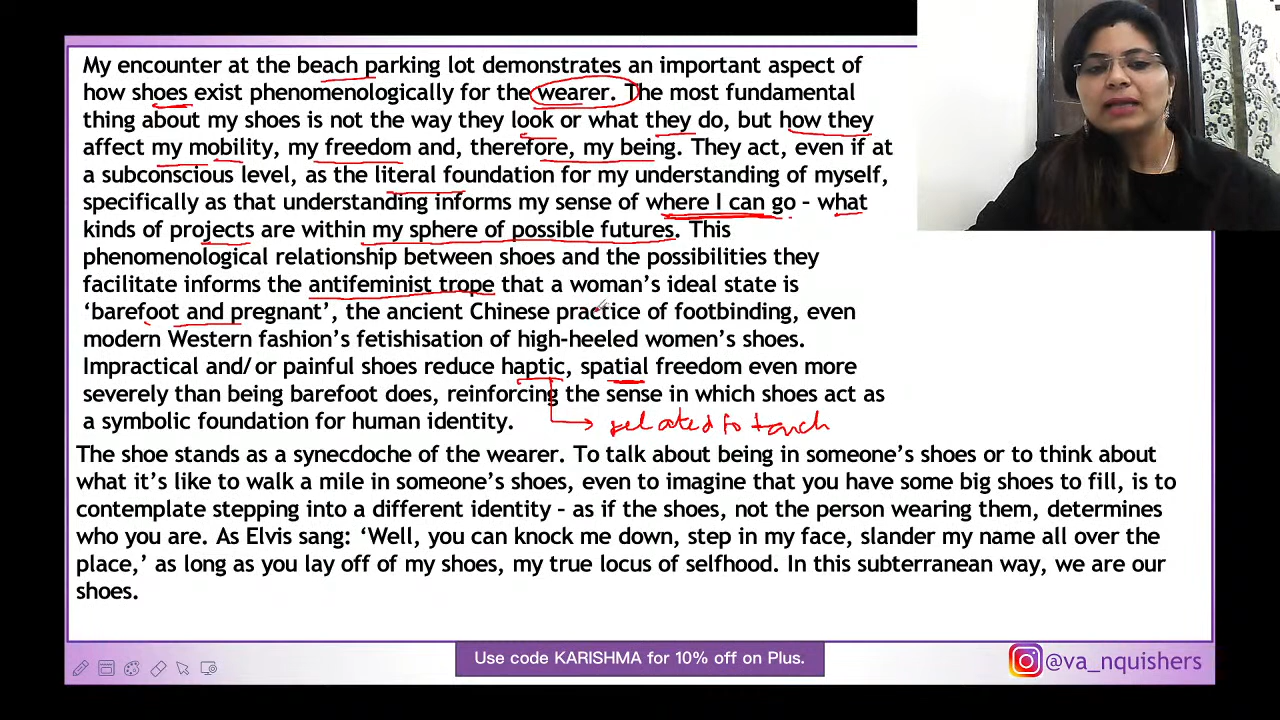 My encounter at the beach parking lot demonstrates an important aspect of
how shoes exist phenomenologically for the wearer. The most fundamental
thing about my shoes is not the way they look or what they do, but how they
affect my mobility, my freedom and, therefore, my being. They act, even if at
a subconscious level, as the literal foundation for my understanding of myself,
specifically as that understanding informs my sense of where I can go – what
kinds of projects are within my sphere of possible futures. This
phenomenological relationship between shoes and the possibilities they
facilitate informs the antifeminist trope that a woman's ideal state is
'barefoot and pregnant', the ancient Chinese practice of footbinding, even
modern Western fashion's fetishisation of high-heeled women's shoes.
Impractical and/or painful shoes reduce haptic, spatial freedom even more
severely than being barefoot does, reinforcing the sense in which shoes act as
a symbolic foundation for human identity.
related to touch
The shoe stands as a synecdoche of the wearer. To talk about being in someone's shoes or to think about
what it's like to walk a mile in someone's shoes, even to imagine that you have some big shoes to fill, is to
contemplate stepping into a different identity – as if the shoes, not the person wearing them, determines
who you are. As Elvis sang: 'Well, you can knock me down, step in my face, slander my name all over the
place,' as long as you lay off of my shoes, my true locus of selfhood. In this subterranean way, we are our
shoes.
Use code KARISHMA for 10% off on Plus.
@va_nquishers